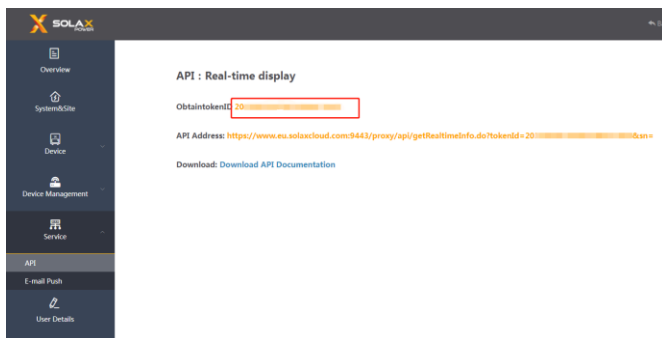 SOLAX
POWER
Overview
System&Site
Device
Device Management
Service
API
E-mail Push
User Details
API : Real-time display
ObtaintokenID 20
API Address: https://www.eu.solaxcloud.com:9443/proxy/api/getRealtimeInfo.do?tokenId=20 &sn=
Download: Download API Documentation